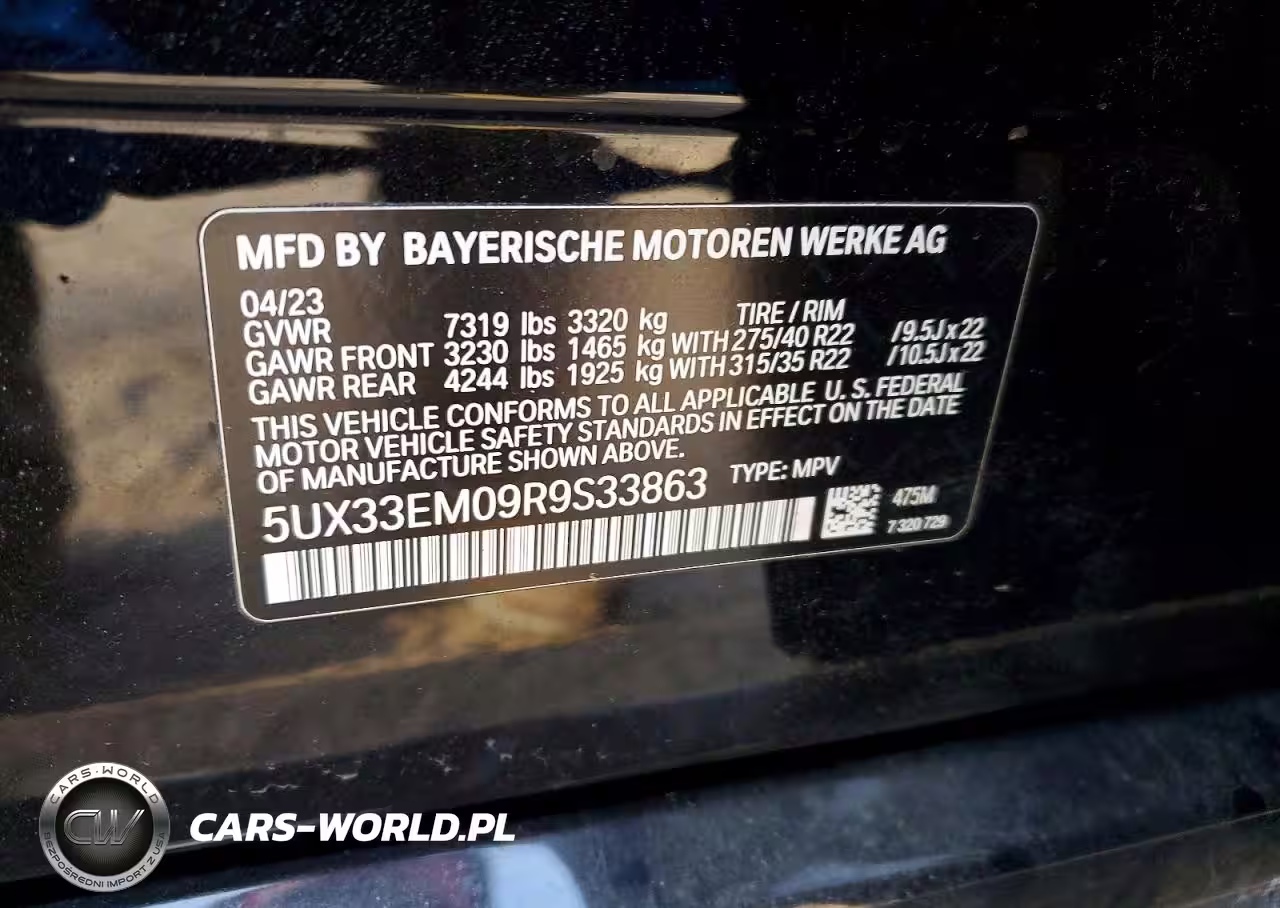 MFD BY BAYERISCHE MOTOREN WERKE AG
04/23
TIRE / RIM
GVWR 7319 lbs 3320 kg
GAWR FRONT 3230 lbs 1465 kg WITH 275/40 R22 /9.5J x 22
GAWR REAR 4244 lbs 1925 kg WITH 315/35 R22 /10.5J x 22
THIS VEHICLE CONFORMS TO ALL APPLICABLE U. S. FEDERAL
MOTOR VEHICLE SAFETY STANDARDS IN EFFECT ON THE DATE
OF MANUFACTURE SHOWN ABOVE.
5UX33EM09R9S33863 TYPE: MPV
475M
7 320 729
CARS-WORLD
CW
BEZPOŚREDNI IMPORT Z USA
CARS-WORLD.PL